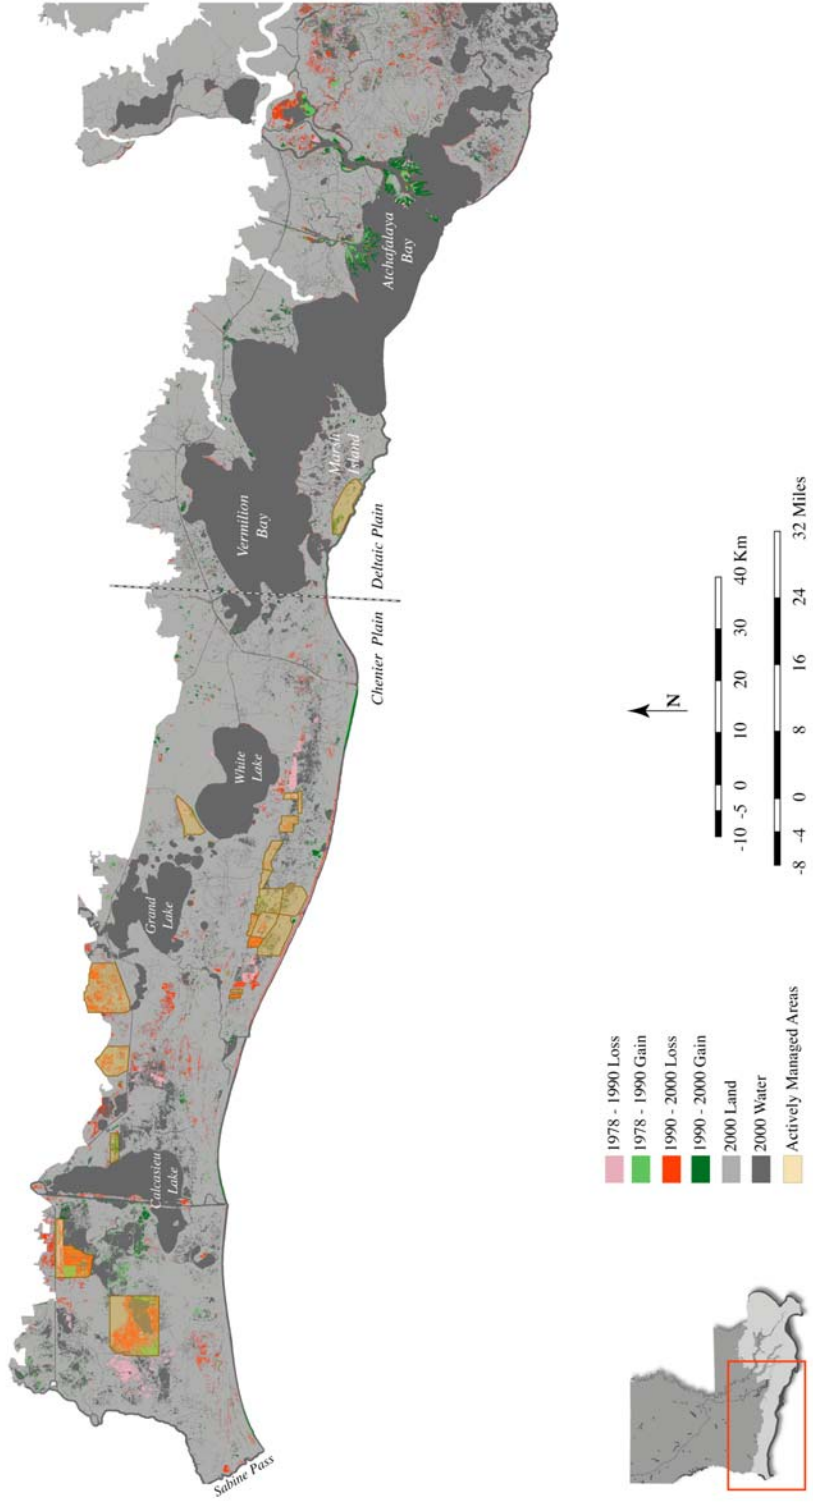 Sabine Pass
Calcasieu
Lake
Grand
Lake
White
Lake
Vermilion
Bay
Marsh
Island
Atchafalaya
Bay
Chenier Plain
Deltaic Plain
1978 - 1990 Loss
1978 - 1990 Gain
1990 - 2000 Loss
1990 - 2000 Gain
2000 Land
2000 Water
Actively Managed Areas
N
-10 -5 0 10 20 30 40 Km
-8 -4 0 8 16 24 32 Miles